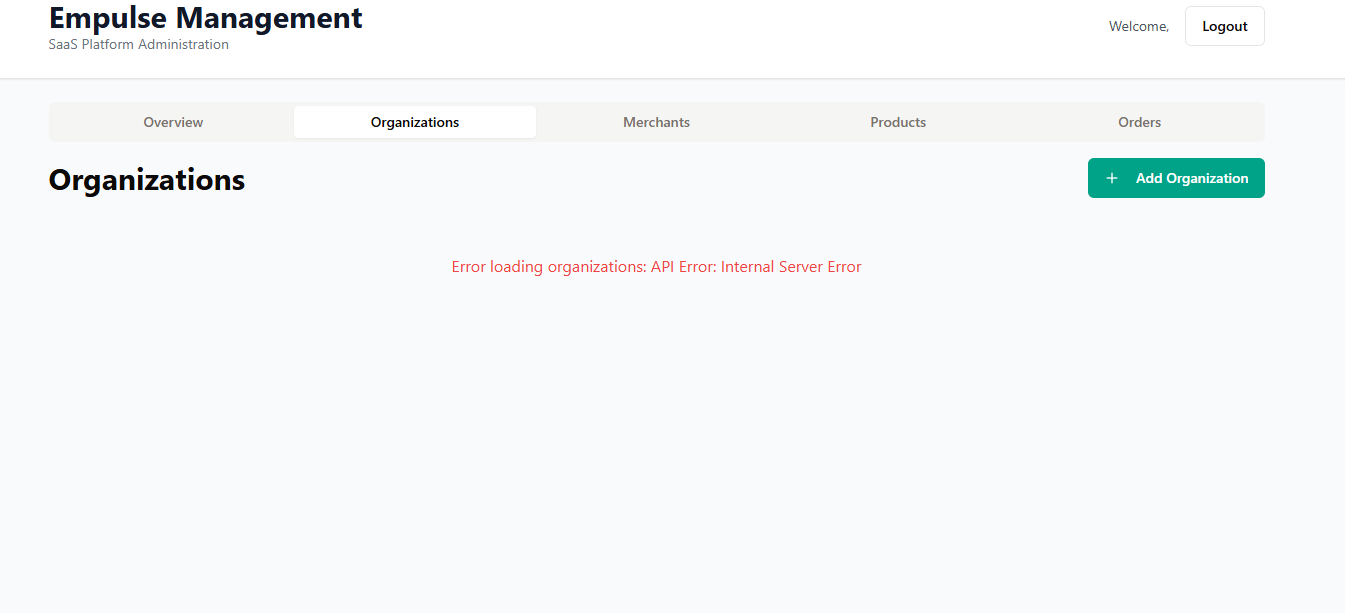 Empulse Management
SaaS Platform Administration
Welcome,
Logout
Overview
Organizations
Merchants
Products
Orders
Organizations
+ Add Organization
Error loading organizations: API Error: Internal Server Error